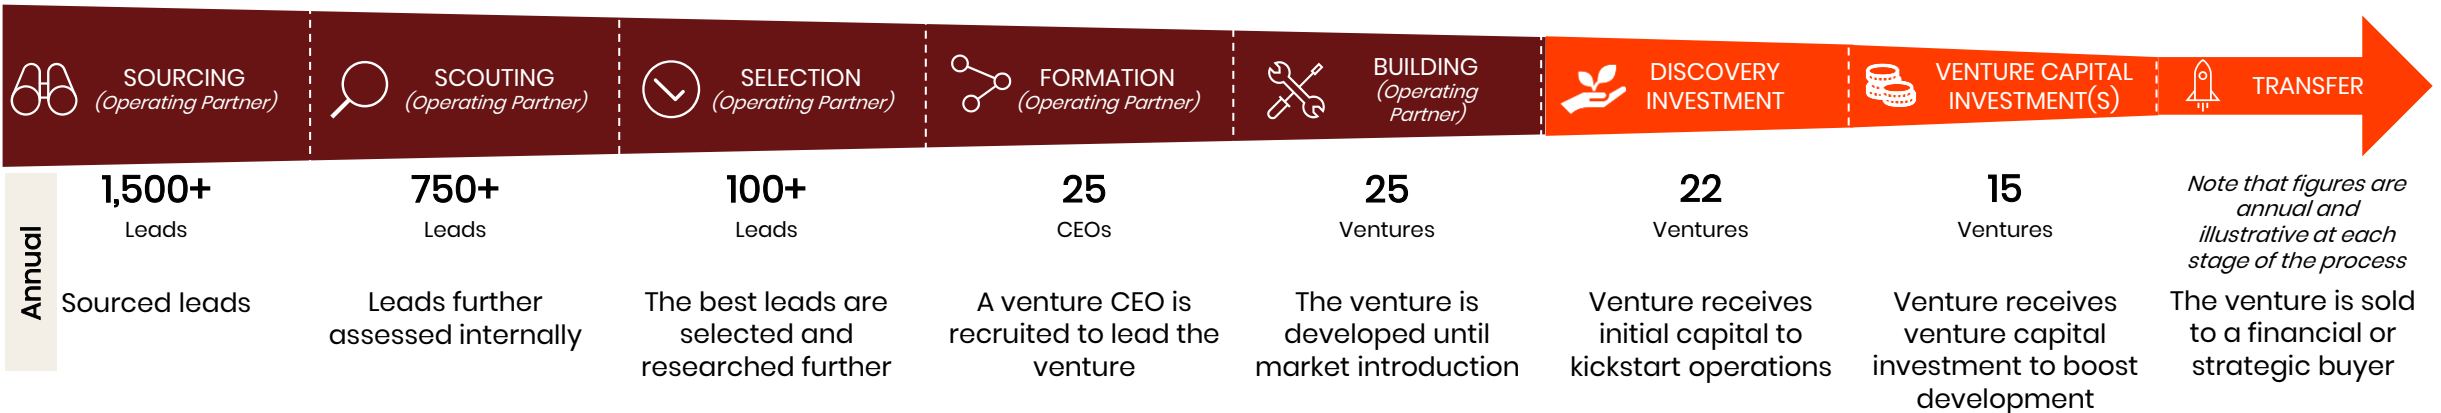 SOURCING
(Operating Partner)
SCOUTING
(Operating Partner)
SELECTION
(Operating Partner)
FORMATION
(Operating Partner)
BUILDING
(Operating
Partner)
DISCOVERY
INVESTMENT
VENTURE CAPITAL
INVESTMENT(S)
TRANSFER
Annual
1,500+
Leads
Sourced leads
750+
Leads
Leads further
assessed internally
100+
Leads
The best leads are
selected and
researched further
25
CEOs
A venture CEO is
recruited to lead the
venture
25
Ventures
The venture is
developed until
market introduction
22
Ventures
Venture receives
initial capital to
kickstart operations
15
Ventures
Venture receives
venture capital
investment to boost
development
Note that figures are
annual and
illustrative at each
stage of the process
The venture is sold
to a financial or
strategic buyer